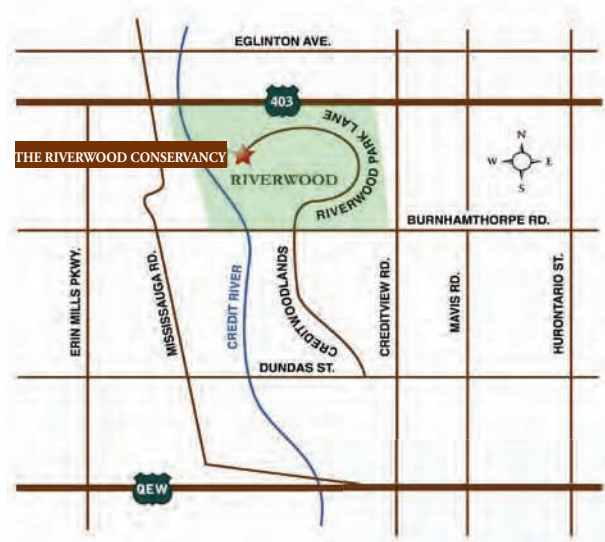 EGLINTON AVE.
403
THE RIVERWOOD CONSERVANCY
RIVERWOOD
RIVERWOOD PARK LANE
N
W E
S
BURNHAMTHORPE RD.
ERIN MILLS PKWY.
MISSISSAUGA RD.
CREDIT RIVER
CREDITWOODLANDS
CREDITVIEW RD.
MAVIS RD.
HURONTARIO ST.
DUNDAS ST.
QEW